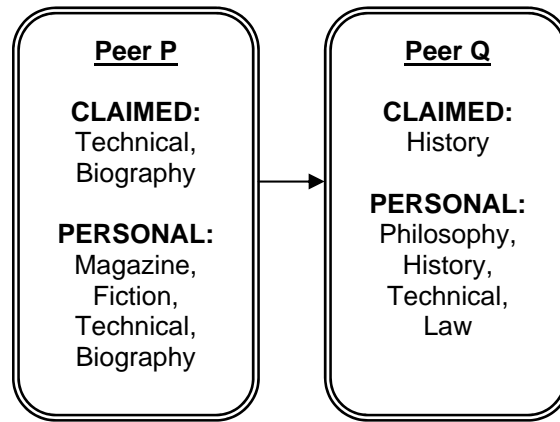 Peer P
CLAIMED:
Technical,
Biography
PERSONAL:
Magazine,
Fiction,
Technical,
Biography
Peer Q
CLAIMED:
History
PERSONAL:
Philosophy,
History,
Technical,
Law